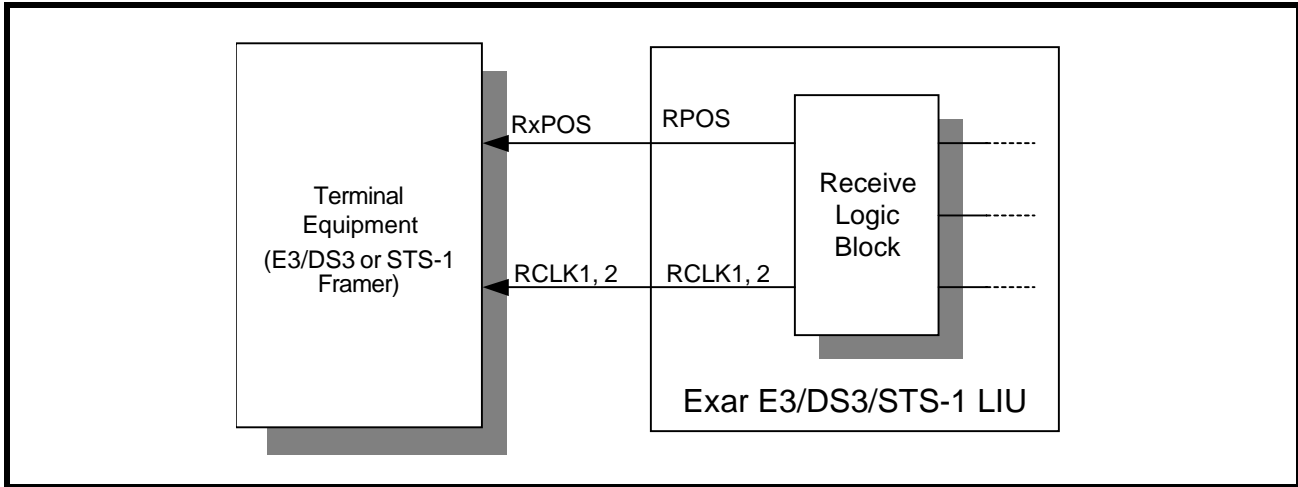 RxPOS
RPOS
Terminal
Equipment
(E3/DS3 or STS-1
Framer)
Receive
Logic
Block
RCLK1, 2
RCLK1, 2
Exar E3/DS3/STS-1 LIU